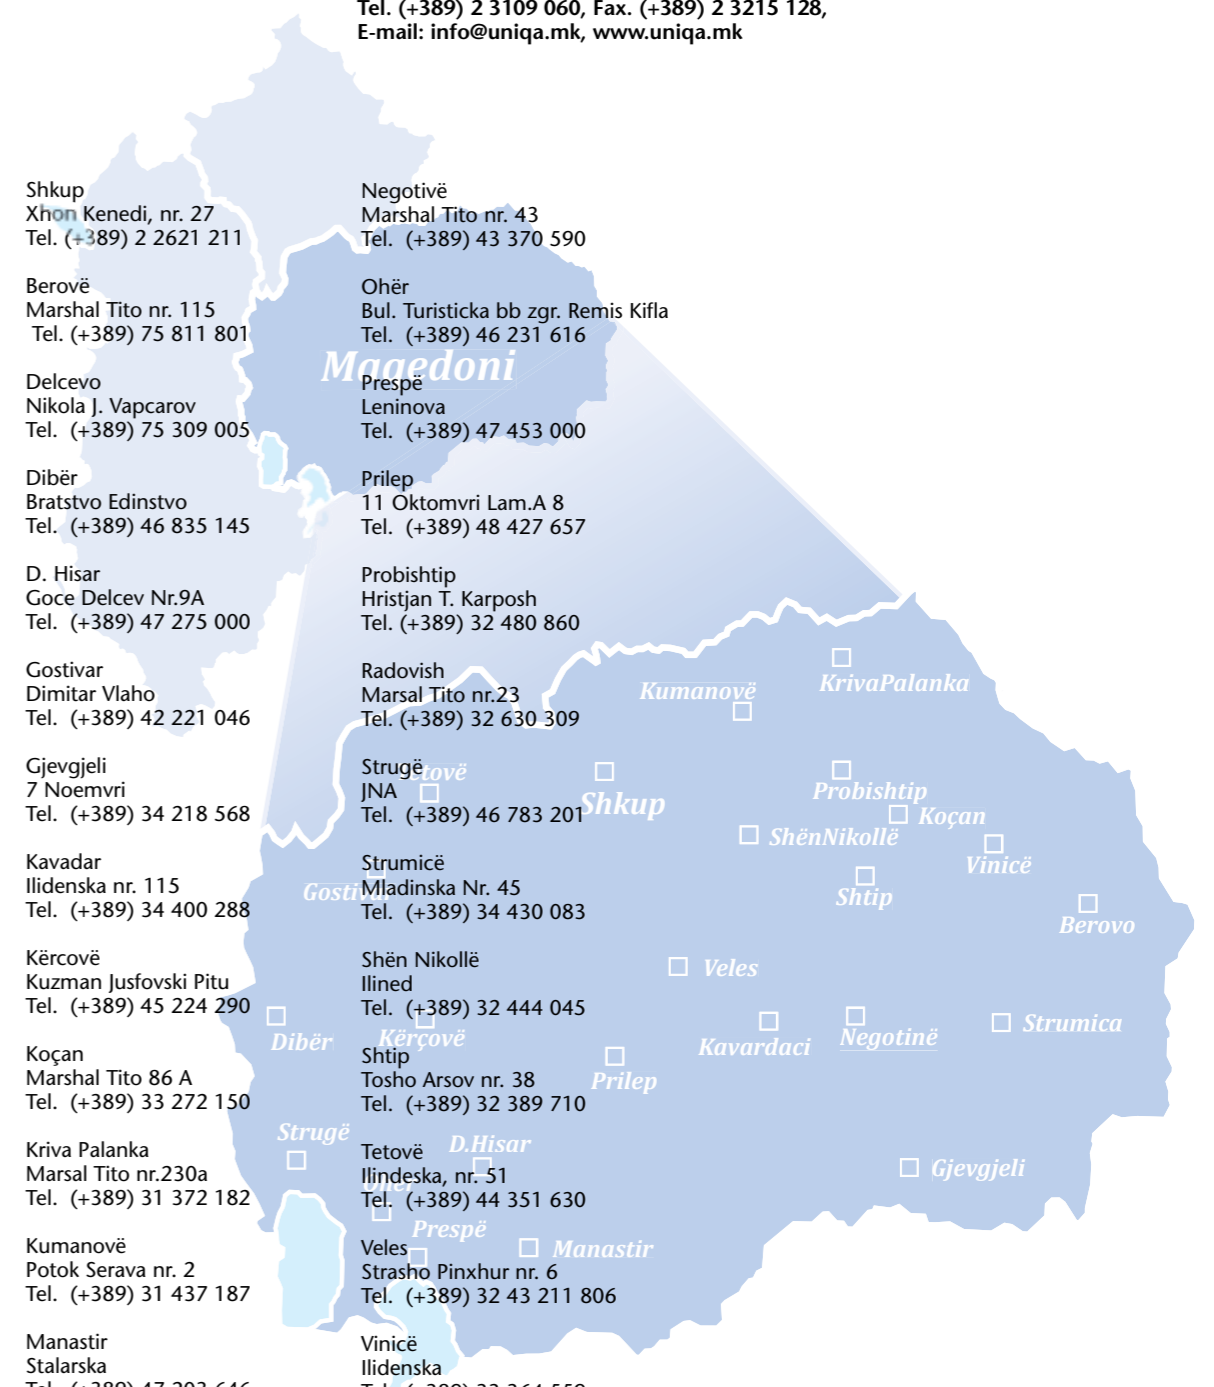 Tel. (+389) 2 3109 060, Fax. (+389) 2 3215 128,
E-mail: info@uniqa.mk, www.uniqa.mk
Shkup
Xhon Kenedi, nr. 27
Tel. (+389) 2 2621 211
Berovë
Marshal Tito nr. 115
Tel. (+389) 75 811 801
Delcevo
Nikola J. Vapcarov
Tel. (+389) 75 309 005
Dibër
Bratstvo Edinstvo
Tel. (+389) 46 835 145
D. Hisar
Goce Delcev Nr.9A
Tel. (+389) 47 275 000
Gostivar
Dimitar Vlaho
Tel. (+389) 42 221 046
Gjevgjeli
7 Noemvri
Tel. (+389) 34 218 568
Kavadar
Ilidenska nr. 115
Tel. (+389) 34 400 288
Kërcovë
Kuzman Jusfovski Pitu
Tel. (+389) 45 224 290
Koçan
Marshal Tito 86 A
Tel. (+389) 33 272 150
Kriva Palanka
Marsal Tito nr.230a
Tel. (+389) 31 372 182
Kumanovë
Potok Serava nr. 2
Tel. (+389) 31 437 187
Manastir
Stalarska
Tel. (+389) 47 203 646
Negotivë
Marshal Tito nr. 43
Tel. (+389) 43 370 590
Ohër
Bul. Turisticka bb zgr. Remis Kifla
Tel. (+389) 46 231 616
Prespë
Leninova
Tel. (+389) 47 453 000
Prilep
11 Oktomvri Lam.A 8
Tel. (+389) 48 427 657
Probishtip
Hristjan T. Karposh
Tel. (+389) 32 480 860
Radovish
Marsal Tito nr.23
Tel. (+389) 32 630 309
Strugë
JNA
Tel. (+389) 46 783 201
Strumicë
Mladinska Nr. 45
Tel. (+389) 34 430 083
Shën Nikollë
Ilined
Tel. (+389) 32 444 045
Shtip
Tosho Arsov nr. 38
Tel. (+389) 32 389 710
Tetovë
Ilindeska, nr. 51
Tel. (+389) 44 351 630
Veles
Strasho Pinxhur nr. 6
Tel. (+389) 32 43 211 806
Vinicë
Ilidenska
Tel. (+389) 33 364 559
Maqedoni
KrivaPalanka
Kumanovë
Tetovë
Shkup
Probishtip
Koçan
ShënNikollë
Vinicë
Gostivar
Shtip
Berovo
Veles
Dibër
Kërçovë
Kavardaci
Negotinë
Strumica
Prilep
Strugë
D.Hisar
Gjevgjeli
Ohër
Prespë
Manastir